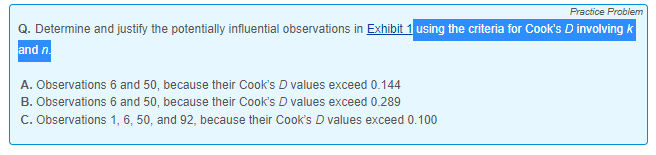 Practice Problem
Q. Determine and justify the potentially influential observations in Exhibit 1 using the criteria for Cook's D involving k
and n.
A. Observations 6 and 50, because their Cook's D values exceed 0.144
B. Observations 6 and 50, because their Cook's D values exceed 0.289
C. Observations 1, 6, 50, and 92, because their Cook's D values exceed 0.100